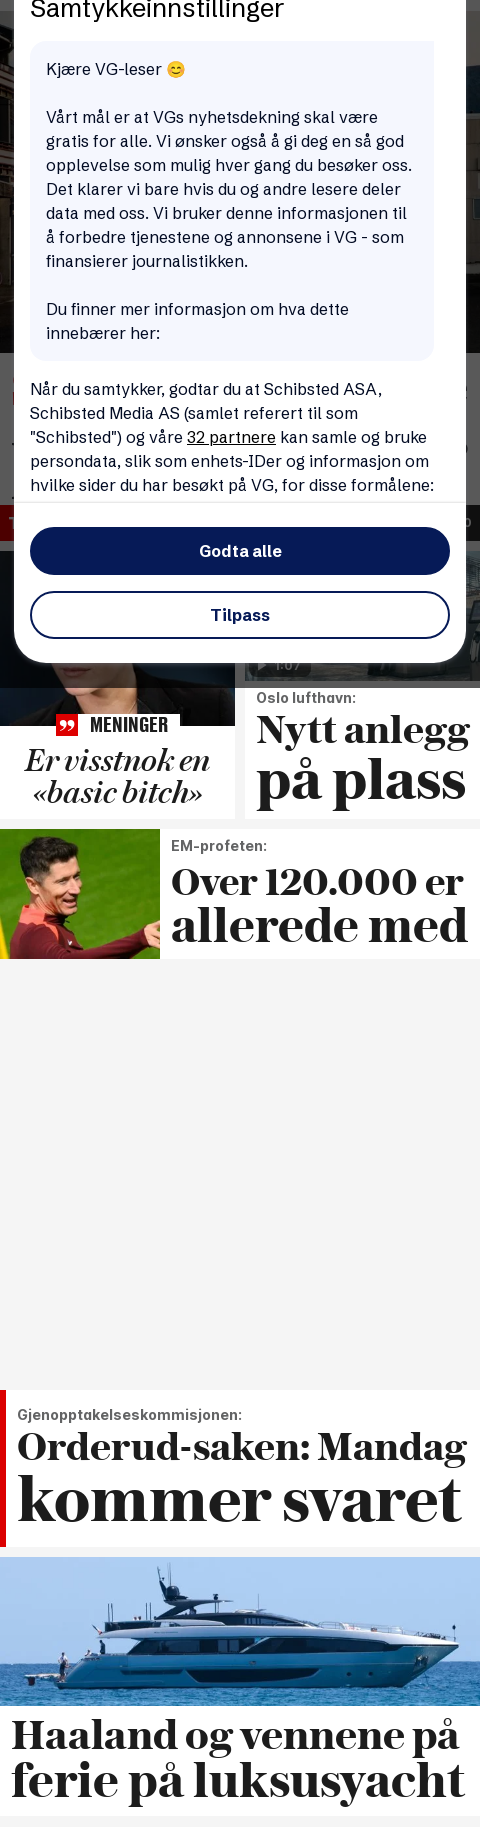 Samtykkeinnstillinger
Kjære VG-leser 😊
Vårt mål er at VGs nyhetsdekning skal være
gratis for alle. Vi ønsker også å gi deg en så god
opplevelse som mulig hver gang du besøker oss.
Det klarer vi bare hvis du og andre lesere deler
data med oss. Vi bruker denne informasjonen til
å forbedre tjenestene og annonsene i VG - som
finansierer journalistikken.
Du finner mer informasjon om hva dette
innebærer her:
Når du samtykker, godtar du at Schibsted ASA,
Schibsted Media AS (samlet referert til som
"Schibsted") og våre 32 partnere kan samle og bruke
persondata, slik som enhets-IDer og informasjon om
hvilke sider du har besøkt på VG, for disse formålene:
Godta alle
Tilpass
1:07
MENINGER
Er visstnok en
«basic bitch»
Oslo lufthavn:
Nytt anlegg
på plass
EM-profeten:
Over 120.000 er
allerede med
Gjenopptakelseskommisjonen:
Orderud-saken: Mandag
kommer svaret
Haaland og vennene på
ferie på luksusyacht